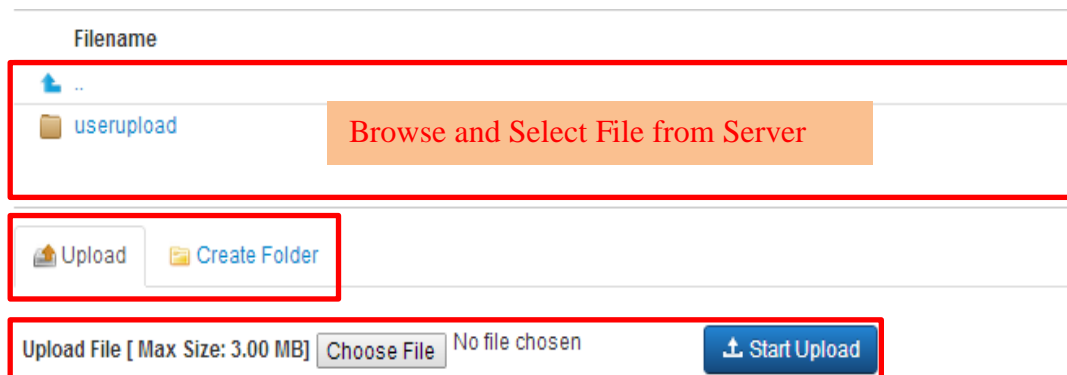 Filename
..
userupload
Browse and Select File from Server
Upload Create Folder
Upload File [ Max Size: 3.00 MB] Choose File No file chosen Start Upload